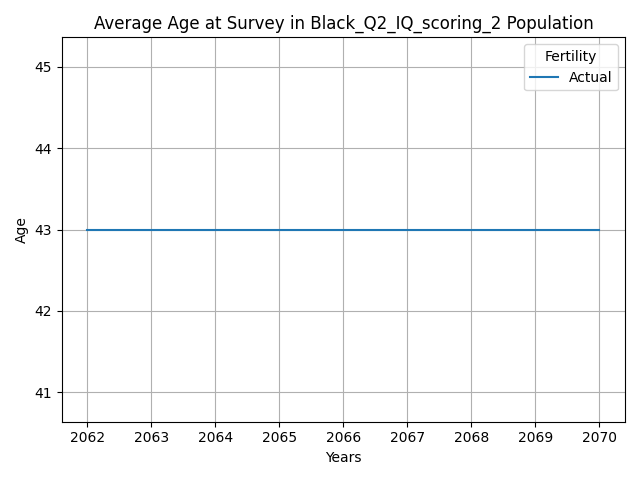 Average Age at Survey in Black_Q2_IQ_scoring_2 Population
Fertility
Actual
45
44
43
42
41
Age
2062 2063 2064 2065 2066 2067 2068 2069 2070
Years